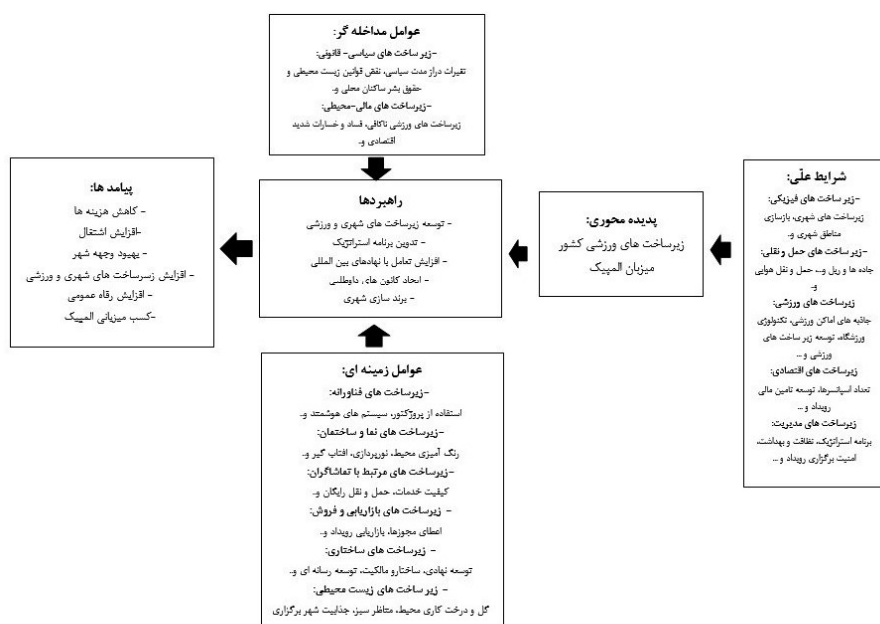 عوامل مداخله گر:
-زیر ساخت های سیاسی- قانونی:
تغیرات دراز مدت سیاسی، نقش قوانین زیست محیطی و
حقوق بشر ساکنان محلی و..
-زیرساخت های مالی-محیطی:
زیرساخت های ورزشی ناکافی، فساد و خسارات شدید
اقتصادی و..
شرایط علّی:
-زیر ساخت های فیزیکی:
زیرساخت های شهری، بازسازی
مناطق شهری و..
-زیر ساخت های حمل و نقلی:
جاده ها و ریل و..، حمل و نقل هوایی
و..
زیرساخت های ورزشی:
جاذبه های اماکن ورزشی، تکنولوژی
ورزشگاه، توسعه زیر ساخت های
ورزشی و ...
زیرساخت های اقتصادی:
تعداد اسپانسرها، توسعه تامین مالی
رویداد و ...
زیرساخت های مدیریت:
برنامه استراتژیک، نظافت و بهداشت،
امنیت برگزاری رویداد و ...
پدیده محوری:
زیرساخت های ورزشی کشور
میزبان المپیک
راهبردها
- توسعه زیرساخت های شهری و ورزشی
- تدوین برنامه استراتژیک
- افزایش تعامل با نهادهای بین المللی
- ایجاد کانون های داوطلبی
- برند سازی شهری
پیامد ها:
- کاهش هزینه ها
-افزایش اشتغال
- بهبود وجهه شهر
- افزایش زسرساخت های شهری و ورزشی
- افزایش رفاه عمومی
-کسب میزبانی المپیک
عوامل زمینه ای:
-زیرساخت های فناورانه:
استفاده از پروژکتور، سیستم های هوشمند و..
-زیرساخت های نما و ساختمان:
رنگ آمیزی محیط، نورپردازی، آفتاب گیر و..
-زیرساخت های مرتبط با تماشاگران:
کیفیت خدمات، حمل و نقل رایگان و..
- زیرساخت های بازاریابی و فروش:
اعطای مجوزها، بازاریابی رویداد و..
- زیرساخت های ساختاری:
توسعه نهادی، ساختارو مالکیت، توسعه رسانه ای و..
- زیر ساخت های زیست محیطی:
گل و درخت کاری محیط، مناظر سبز، جذابیت شهر برگزاری